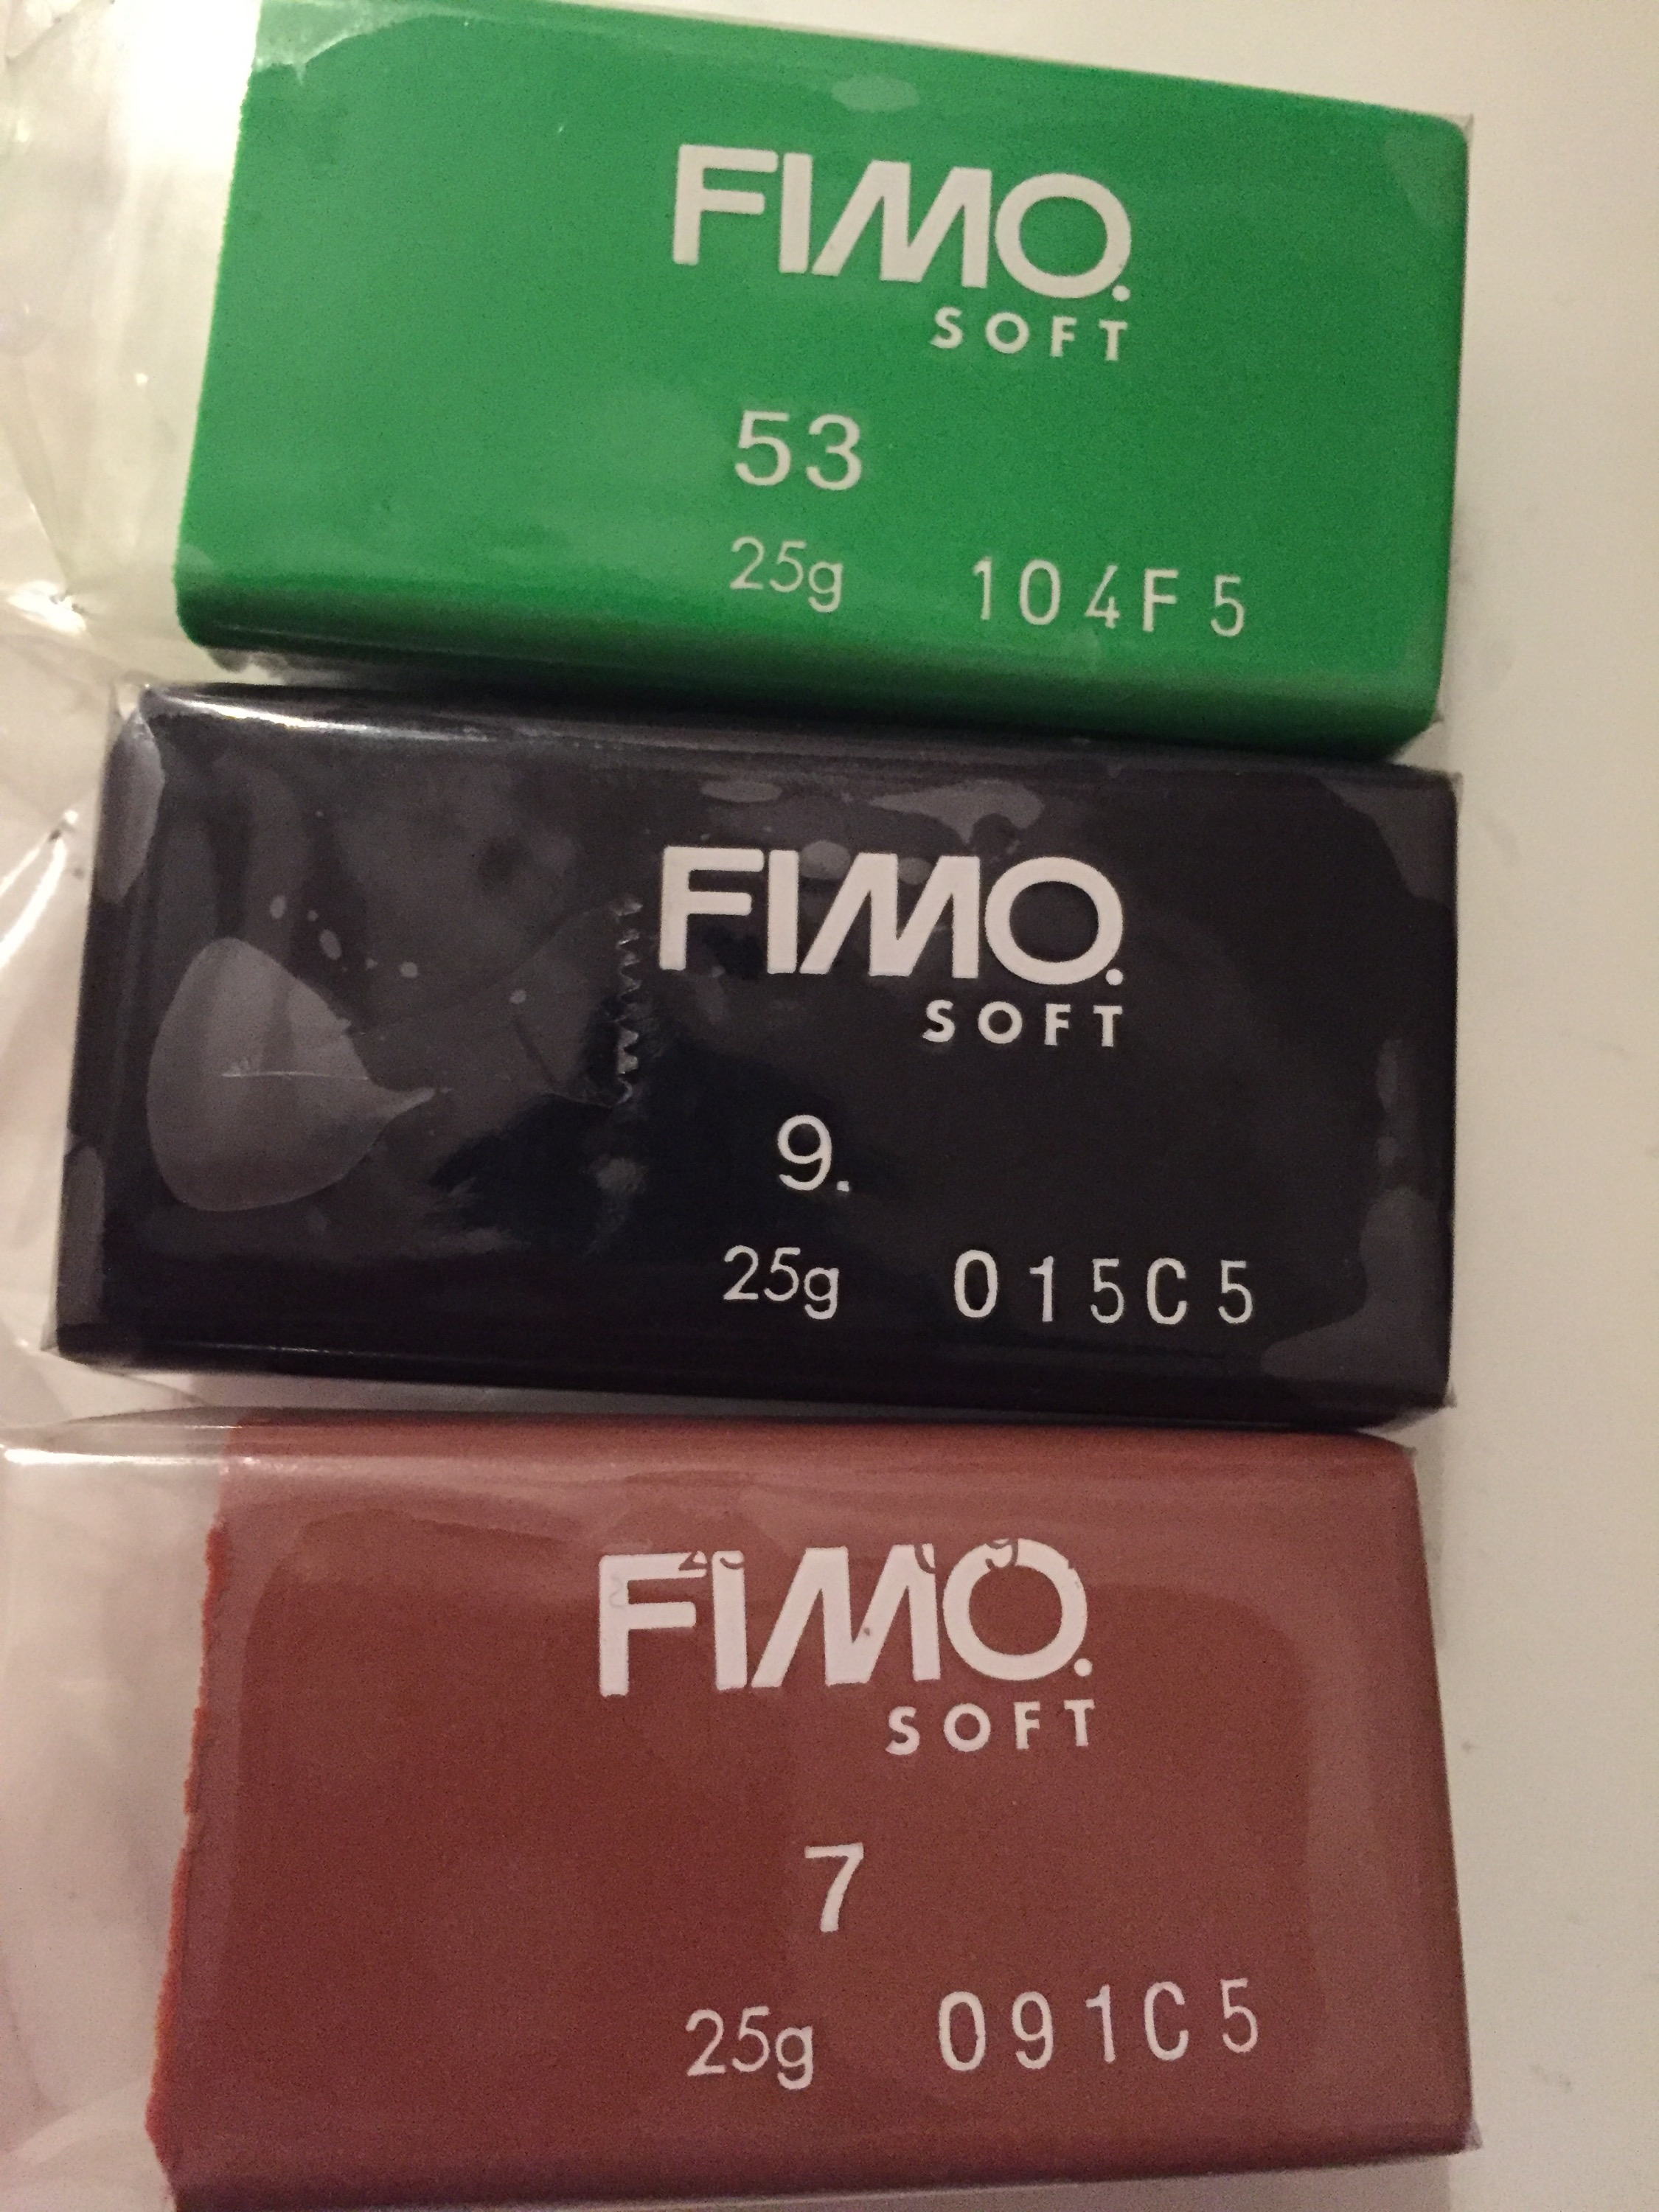 FIMO.
SOFT
53
25g 104F5
FIMO.
SOFT
9.
25g 015C5
FIMO.
SOFT
7
25g 091C5